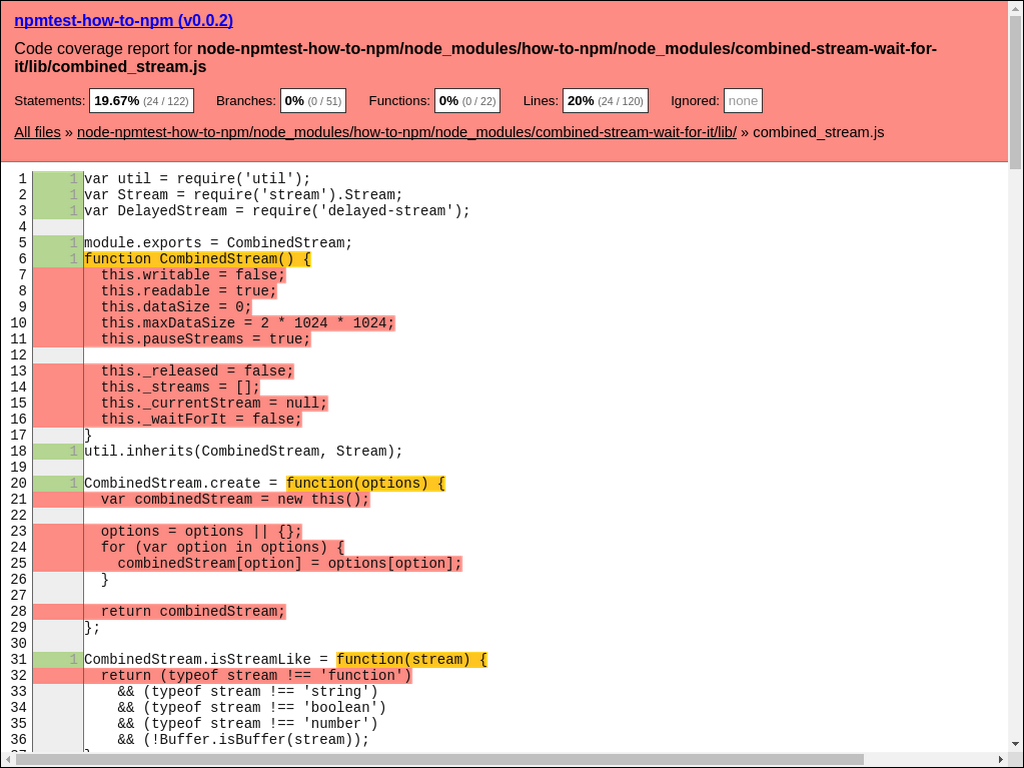 npmtest-how-to-npm (v0.0.2)
Code coverage report for node-npmtest-how-to-npm/node_modules/how-to-npm/node_modules/combined-stream-wait-for-
it/lib/combined_stream.js
Statements: 19.67% (24 / 122) Branches: 0% (0 / 51) Functions: 0% (0 / 22) Lines: 20% (24 / 120) Ignored: none
All files » node-npmtest-how-to-npm/node_modules/how-to-npm/node_modules/combined-stream-wait-for-it/lib/ » combined_stream.js
1 1 var util = require('util');
2 1 var Stream = require('stream').Stream;
3 1 var DelayedStream = require('delayed-stream');
4
5 1 module.exports = CombinedStream;
6 1 function CombinedStream() {
7 this.writable = false;
8 this.readable = true;
9 this.dataSize = 0;
10 this.maxDataSize = 2 * 1024 * 1024;
11 this.pauseStreams = true;
12
13 this._released = false;
14 this._streams = [];
15 this._currentStream = null;
16 this._waitForIt = false;
17 }
18 1 util.inherits(CombinedStream, Stream);
19
20 1 CombinedStream.create = function(options) {
21 var combinedStream = new this();
22
23 options = options || {};
24 for (var option in options) {
25 combinedStream[option] = options[option];
26 }
27
28 return combinedStream;
29 };
30
31 1 CombinedStream.isStreamLike = function(stream) {
32 return (typeof stream !== 'function')
33 && (typeof stream !== 'string')
34 && (typeof stream !== 'boolean')
35 && (typeof stream !== 'number')
36 && (!Buffer.isBuffer(stream));